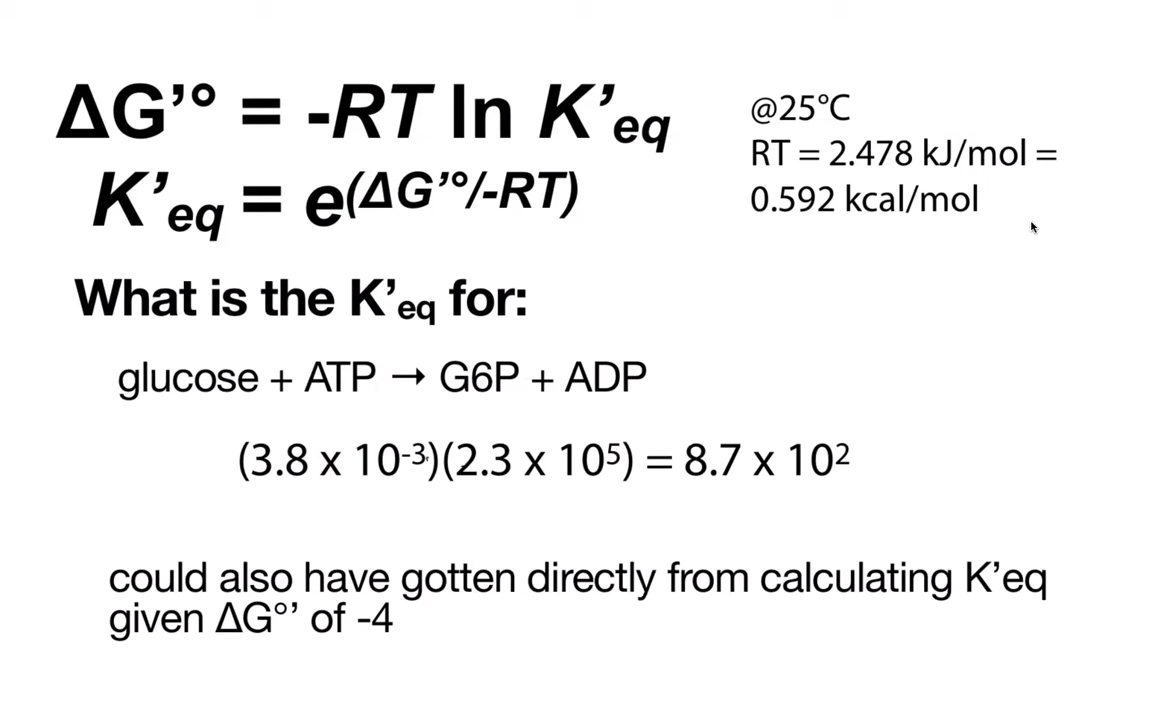 ΔG’° = -RT ln K’eq
K’eq = e(ΔG’°/-RT)
@25°C
RT = 2.478 kJ/mol =
0.592 kcal/mol
What is the K’eq for:
glucose + ATP → G6P + ADP
(3.8 x 10-3)(2.3 x 105) = 8.7 x 102
could also have gotten directly from calculating K’eq
given ΔG°’ of -4